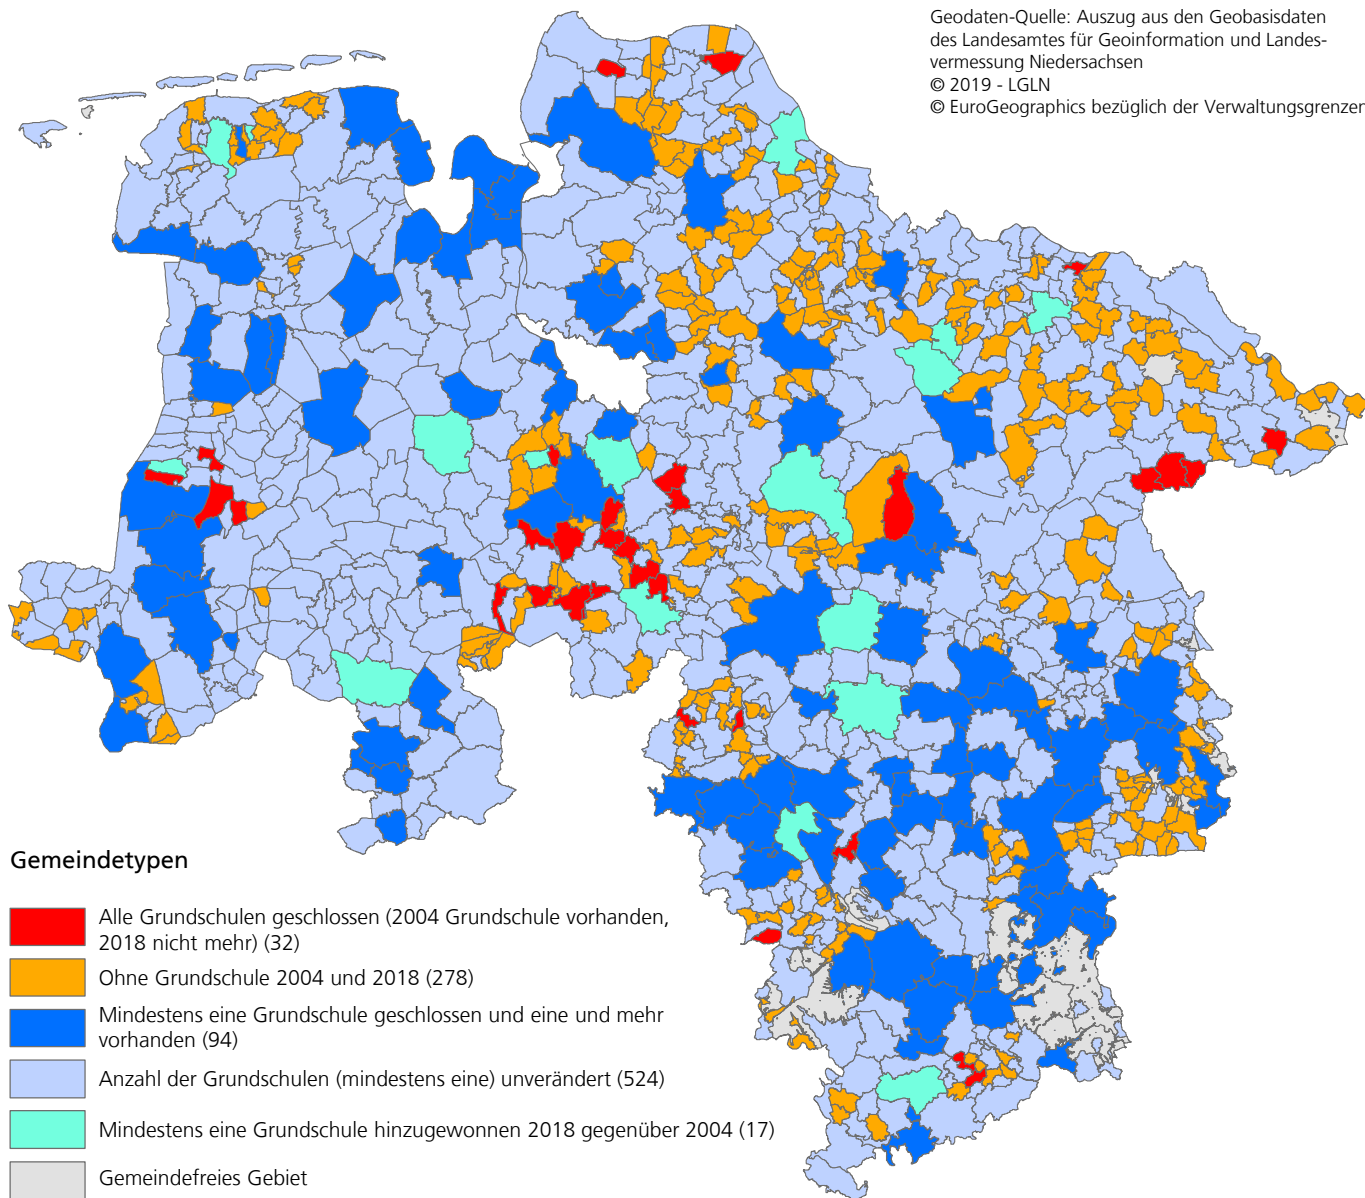 Geodaten-Quelle: Auszug aus den Geobasisdaten
des Landesamtes für Geoinformation und Landes-
vermessung Niedersachsen
© 2019 - LGLN
© EuroGeographics bezüglich der Verwaltungsgrenzen
Gemeindetypen
Alle Grundschulen geschlossen (2004 Grundschule vorhanden,
2018 nicht mehr) (32)
Ohne Grundschule 2004 und 2018 (278)
Mindestens eine Grundschule geschlossen und eine und mehr
vorhanden (94)
Anzahl der Grundschulen (mindestens eine) unverändert (524)
Mindestens eine Grundschule hinzugewonnen 2018 gegenüber 2004 (17)
Gemeindefreies Gebiet